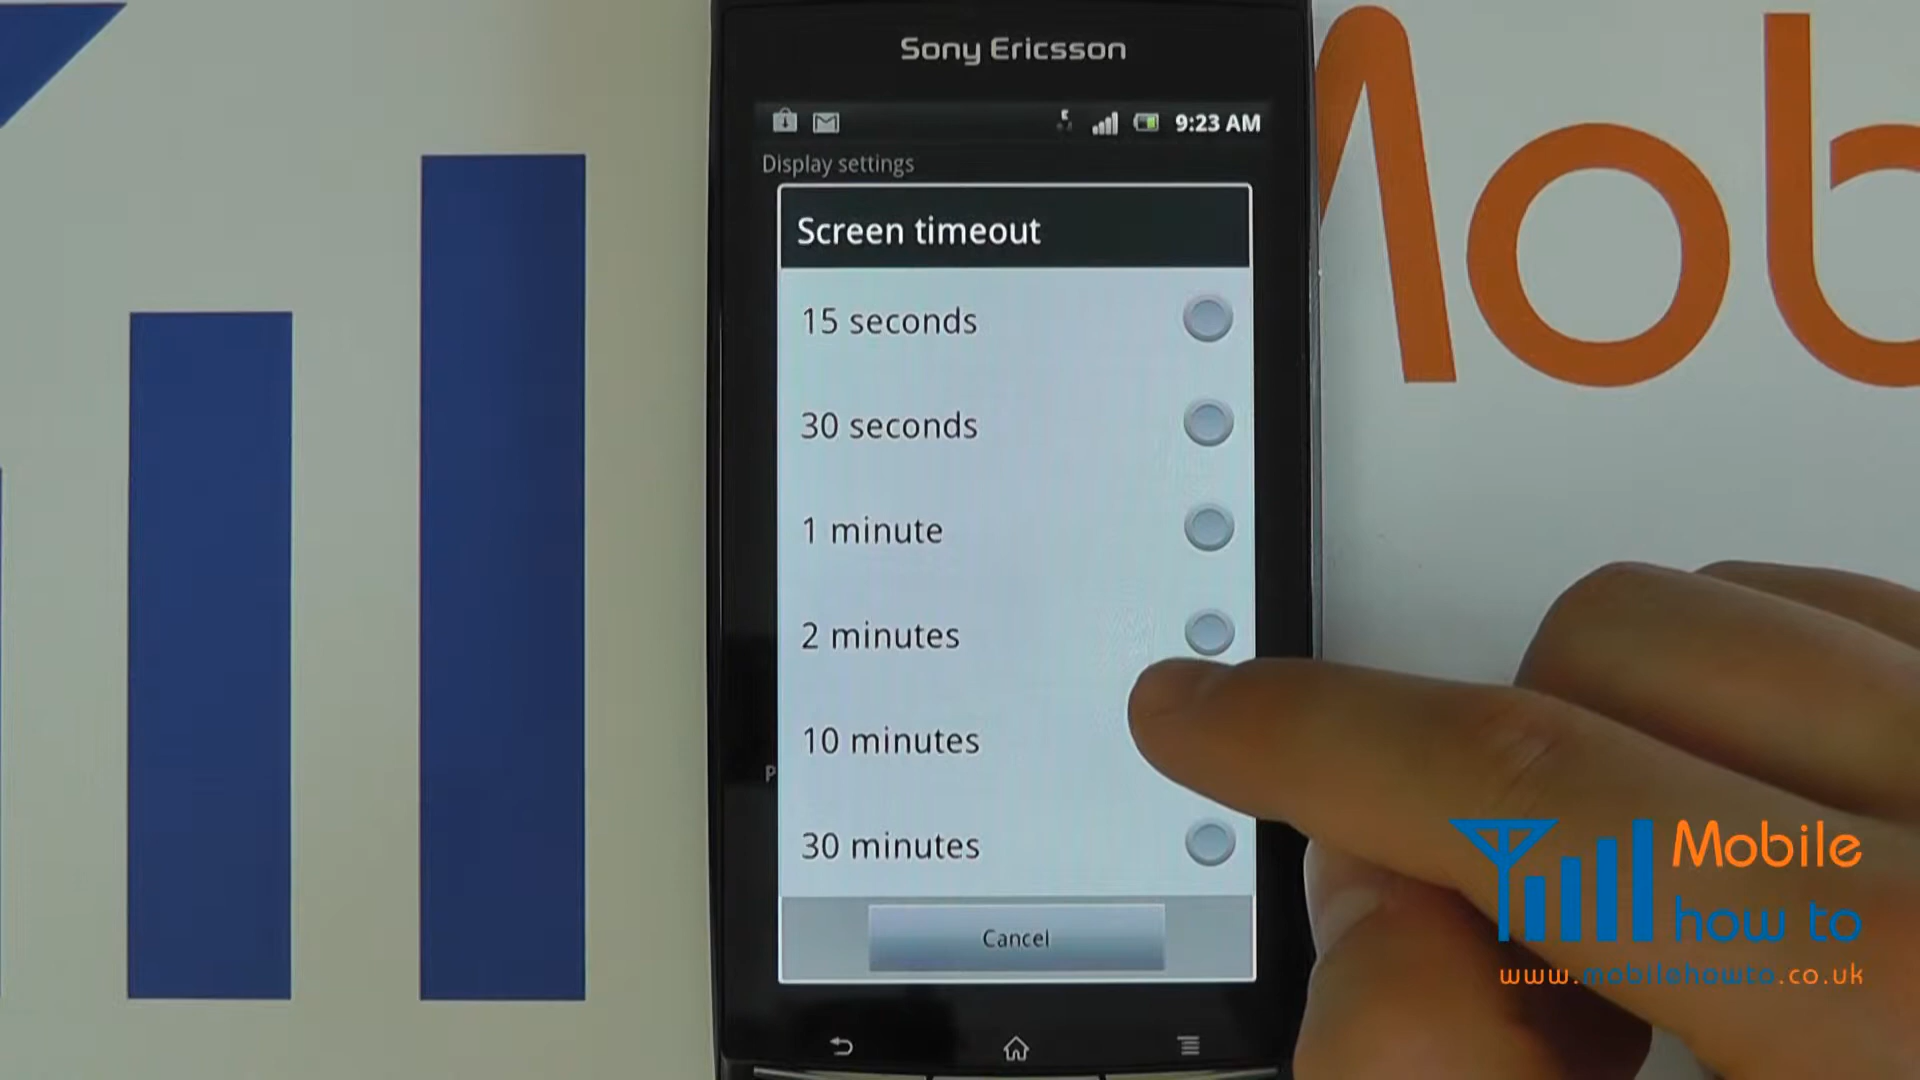 Sony Ericsson
9:23 AM
Display settings
Screen timeout
15 seconds
30 seconds
1 minute
2 minutes
10 minutes
30 minutes
Cancel
P
Mob
Mobile
how to
www.mobilehowto.co.uk